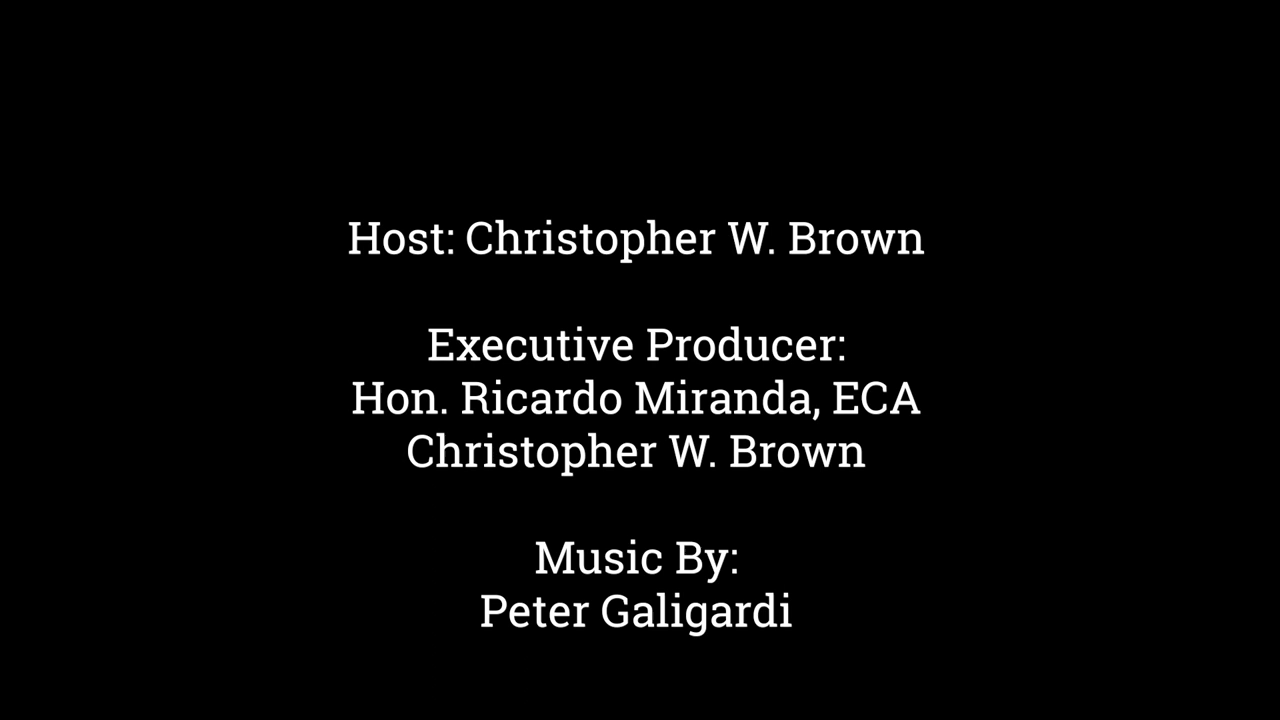 Host: Christopher W. Brown
Executive Producer:
Hon. Ricardo Miranda, ECA
Christopher W. Brown
Music By:
Peter Galigardi